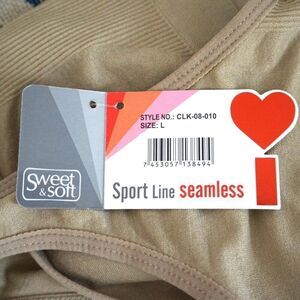 STYLE NO.: CLK-08-010
SIZE: L
7 453057 138494
Sweet
& Soft
Sport Line seamless